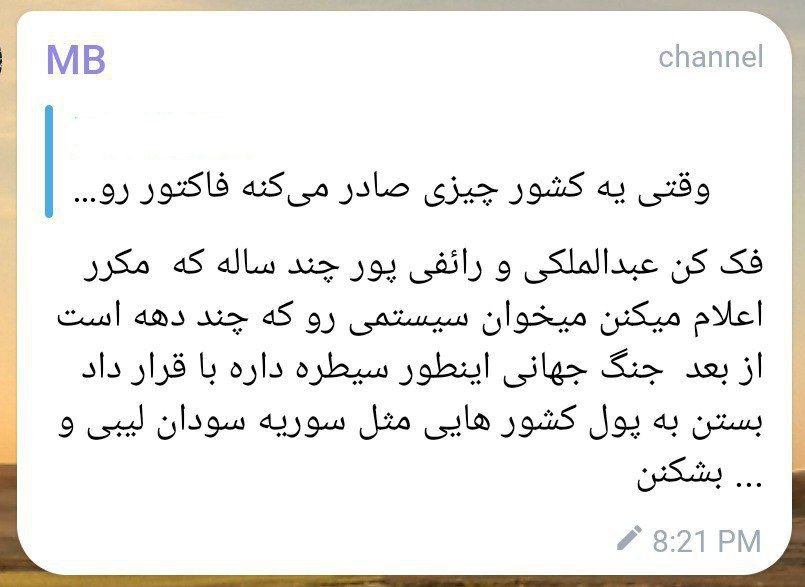 MB
channel
وقتی یه کشور چیزی صادر می‌کنه فاکتور رو...
فک کن عبدالملکی و رائفی پور چند ساله که  مکرر
اعلام میکنن میخوان سیستمی رو که چند دهه است
از بعد  جنگ جهانی اینطور سیطره داره با قرار داد
بستن به پول کشور هایی مثل سوریه سودان لیبی و
... بشکنن
8:21 PM